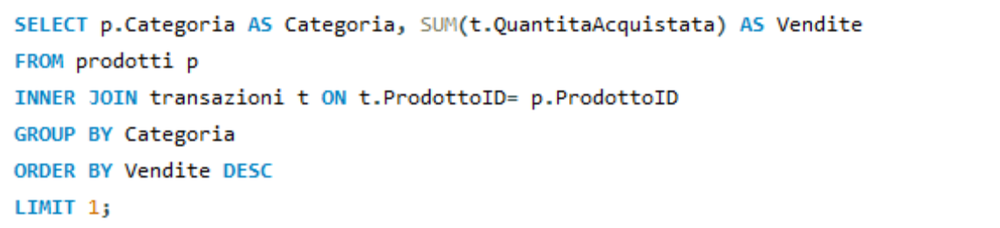 SELECT p.Categoria AS Categoria, SUM(t.QuantitaAcquistata) AS Vendite
FROM prodotti p
INNER JOIN transazioni t ON t.ProdottoID= p.ProdottoID
GROUP BY Categoria
ORDER BY Vendite DESC
LIMIT 1;